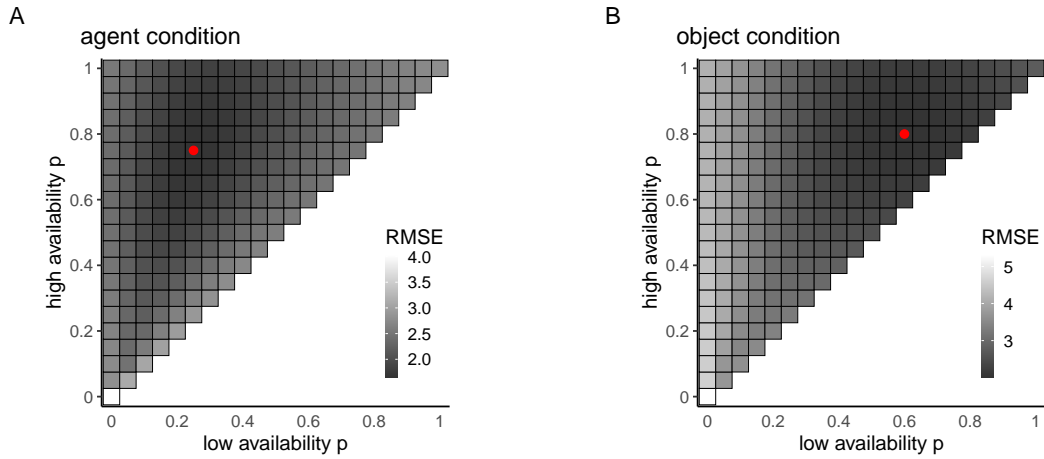 A
agent condition
1
0.8
0.6
0.4
0.2
0
high availability p
0 0.2 0.4 0.6 0.8 1
low availability p
RMSE
4.0
3.5
3.0
2.5
2.0
B
object condition
1
0.8
0.6
0.4
0.2
0
high availability p
0 0.2 0.4 0.6 0.8 1
low availability p
RMSE
5
4
3